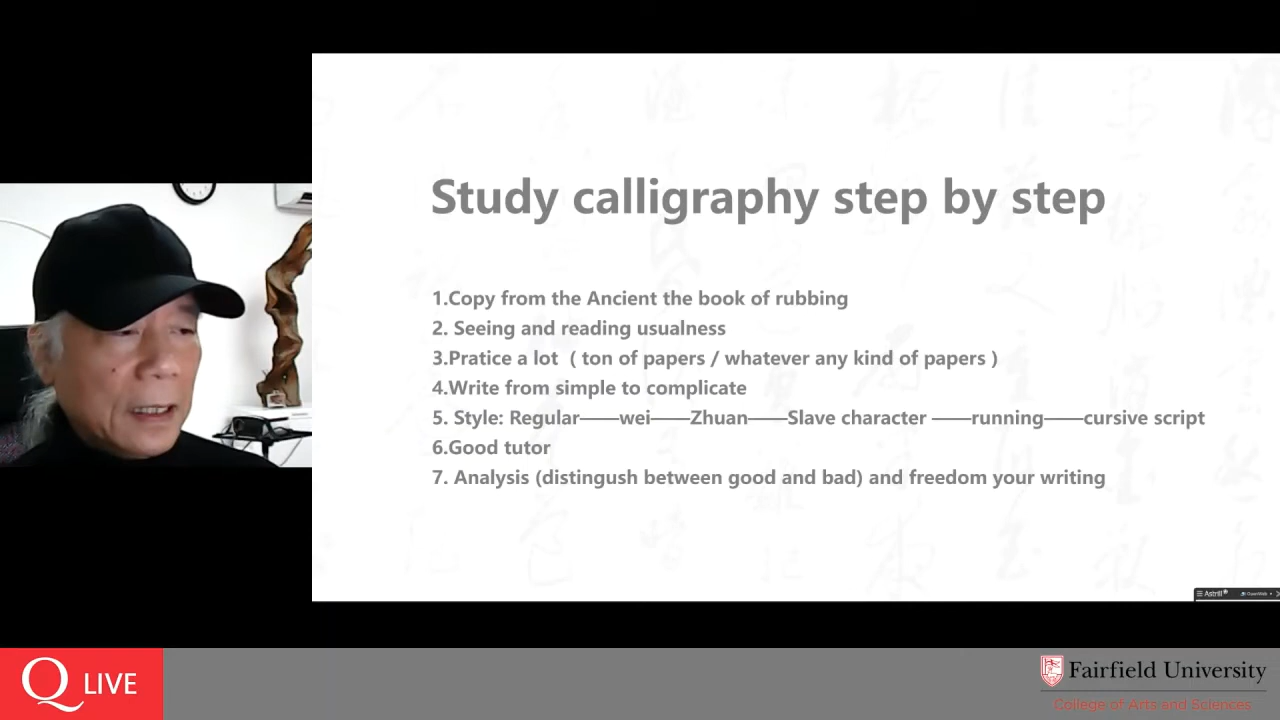 Study calligraphy step by step
1.Copy from the Ancient the book of rubbing
2. Seeing and reading usualness
3.Pratice a lot ( ton of papers / whatever any kind of papers )
4.Write from simple to complicate
5. Style: Regular——wei——Zhuan——Slave character ——running——cursive script
6.Good tutor
7. Analysis (distingush between good and bad) and freedom your writing
Astrill
Q LIVE
Fairfield University
College of Arts and Sciences